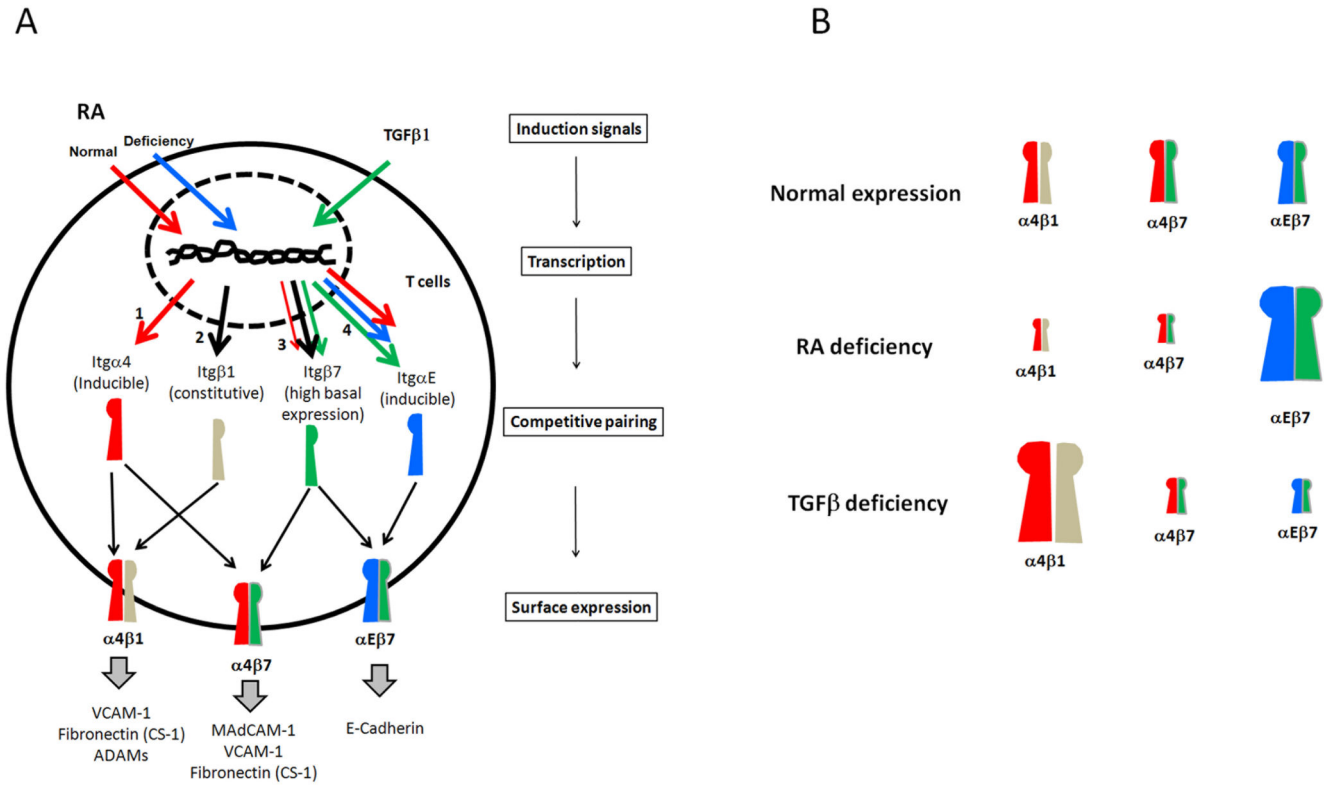 A
RA
Deficiency
Normal
TGFβ1
T cells
1
2
3
4
Itgα4
(Inducible)
Itgβ1
(constitutive)
Itgβ7
(high basal
expression)
ItgαE
(inducible)
α4β1
α4β7
αEβ7
VCAM-1
Fibronectin (CS-1)
ADAMs
MAdCAM-1
VCAM-1
Fibronectin (CS-1)
E-Cadherin
Induction signals
Transcription
Competitive pairing
Surface expression
B
Normal expression
α4β1
α4β7
αEβ7
RA deficiency
α4β1
α4β7
αEβ7
TGFβ deficiency
α4β1
α4β7
αEβ7